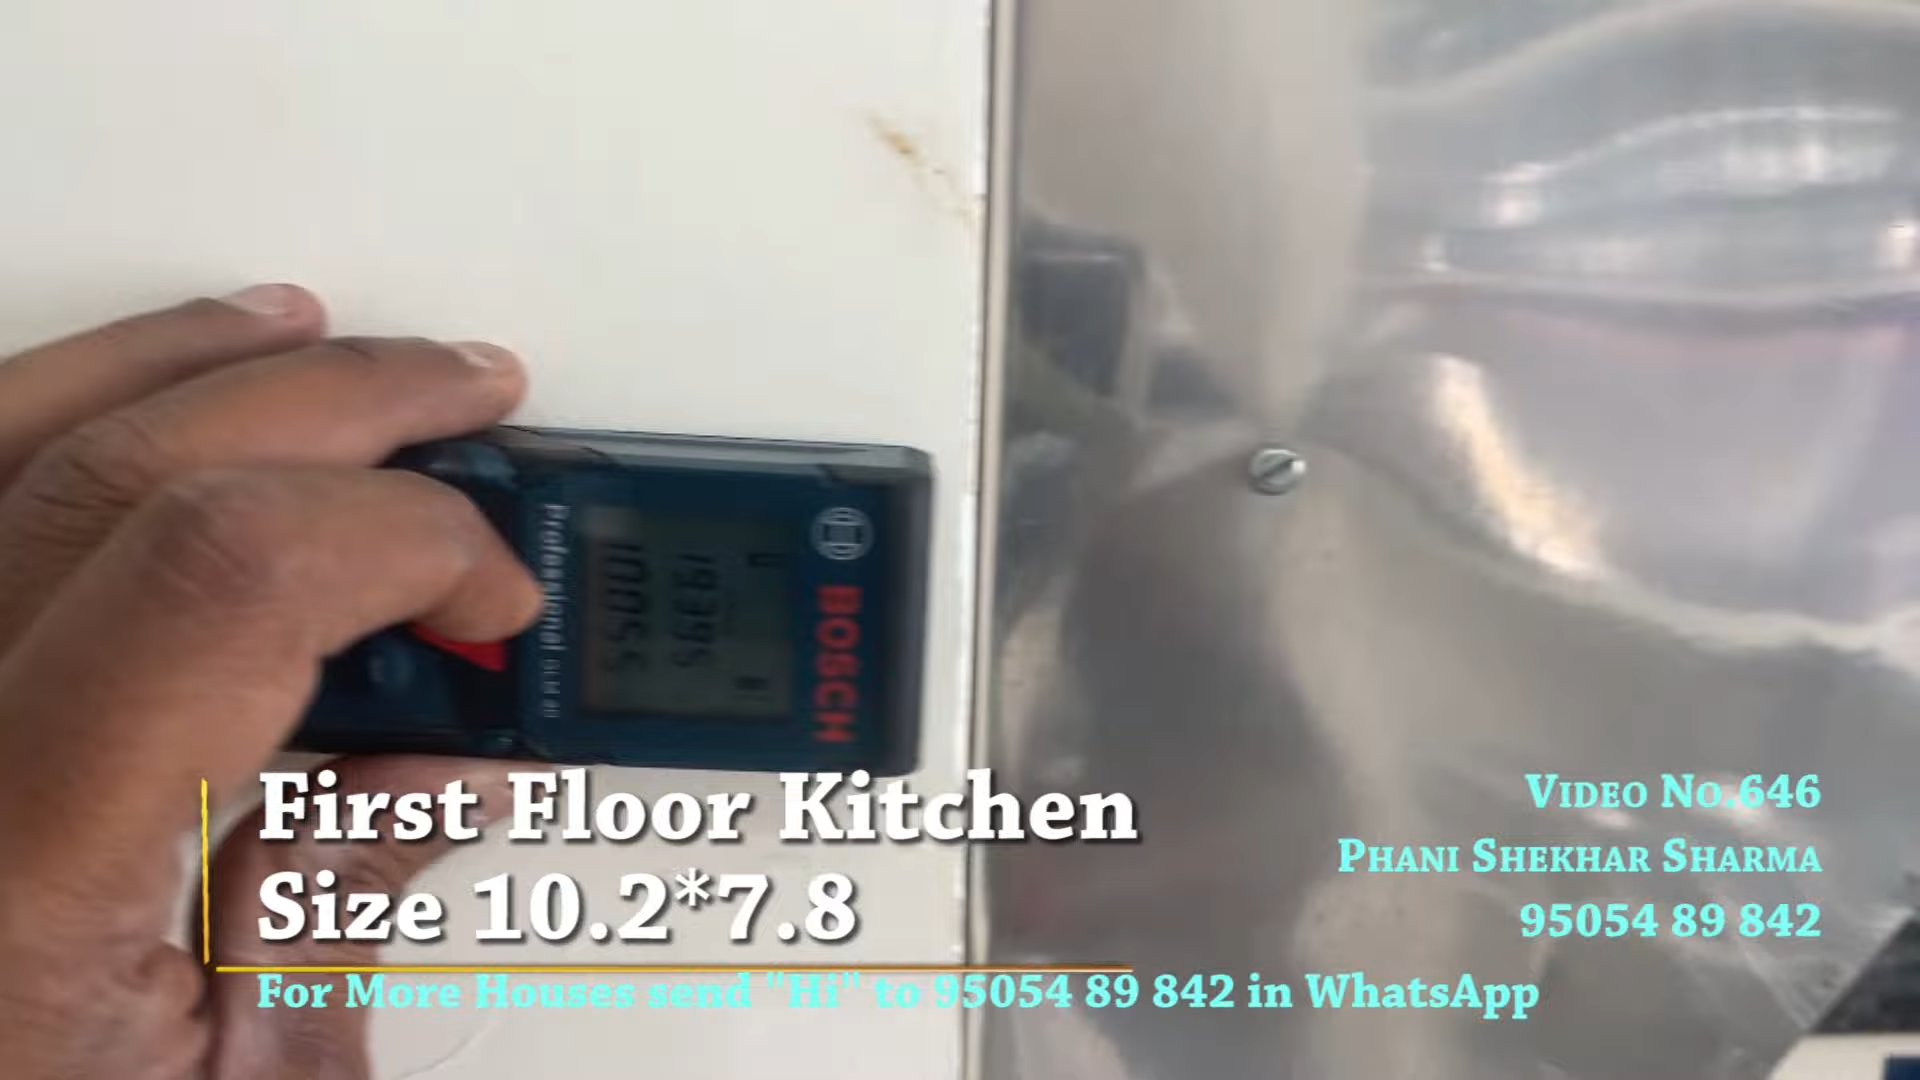 BOSCH
Professional
First Floor Kitchen
Size 10.2*7.8
Video No.646
Phani Shekhar Sharma
95054 89 842
For More Houses send "Hi" to 95054 89 842 in WhatsApp